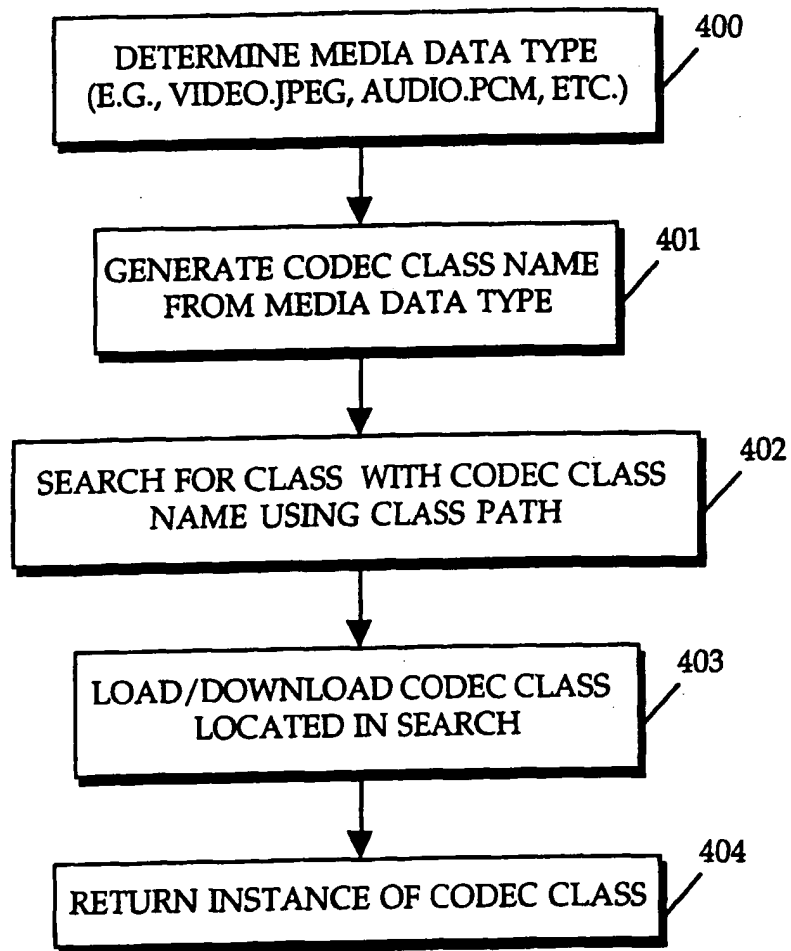 DETERMINE MEDIA DATA TYPE
(E.G., VIDEO.JPEG, AUDIO.PCM, ETC.)
400
GENERATE CODEC CLASS NAME
FROM MEDIA DATA TYPE
401
SEARCH FOR CLASS WITH CODEC CLASS
NAME USING CLASS PATH
402
LOAD/DOWNLOAD CODEC CLASS
LOCATED IN SEARCH
403
RETURN INSTANCE OF CODEC CLASS
404